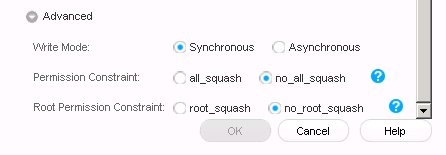 Advanced
Write Mode: Synchronous Asynchronous
Permission Constraint: all_squash no_all_squash ?
Root Permission Constraint: root_squash no_root_squash ?
OK Cancel Help